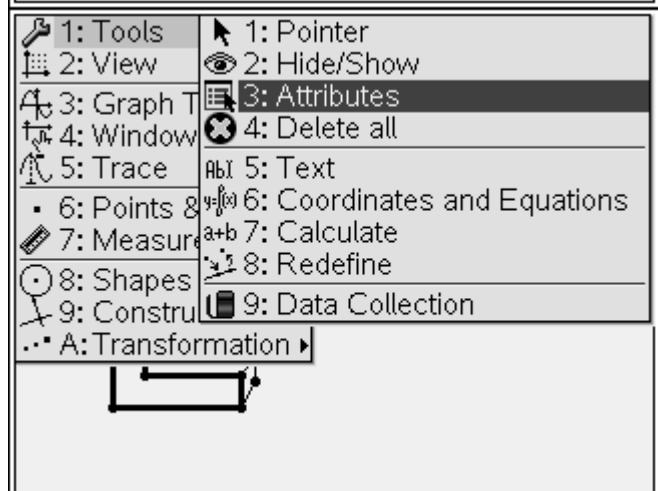 1: Tools
2: View
3: Graph T
4: Window
5: Trace
6: Points &
7: Measure
8: Shapes
9: Constru
A: Transformation
1: Pointer
2: Hide/Show
3: Attributes
4: Delete all
5: Text
6: Coordinates and Equations
7: Calculate
8: Redefine
9: Data Collection